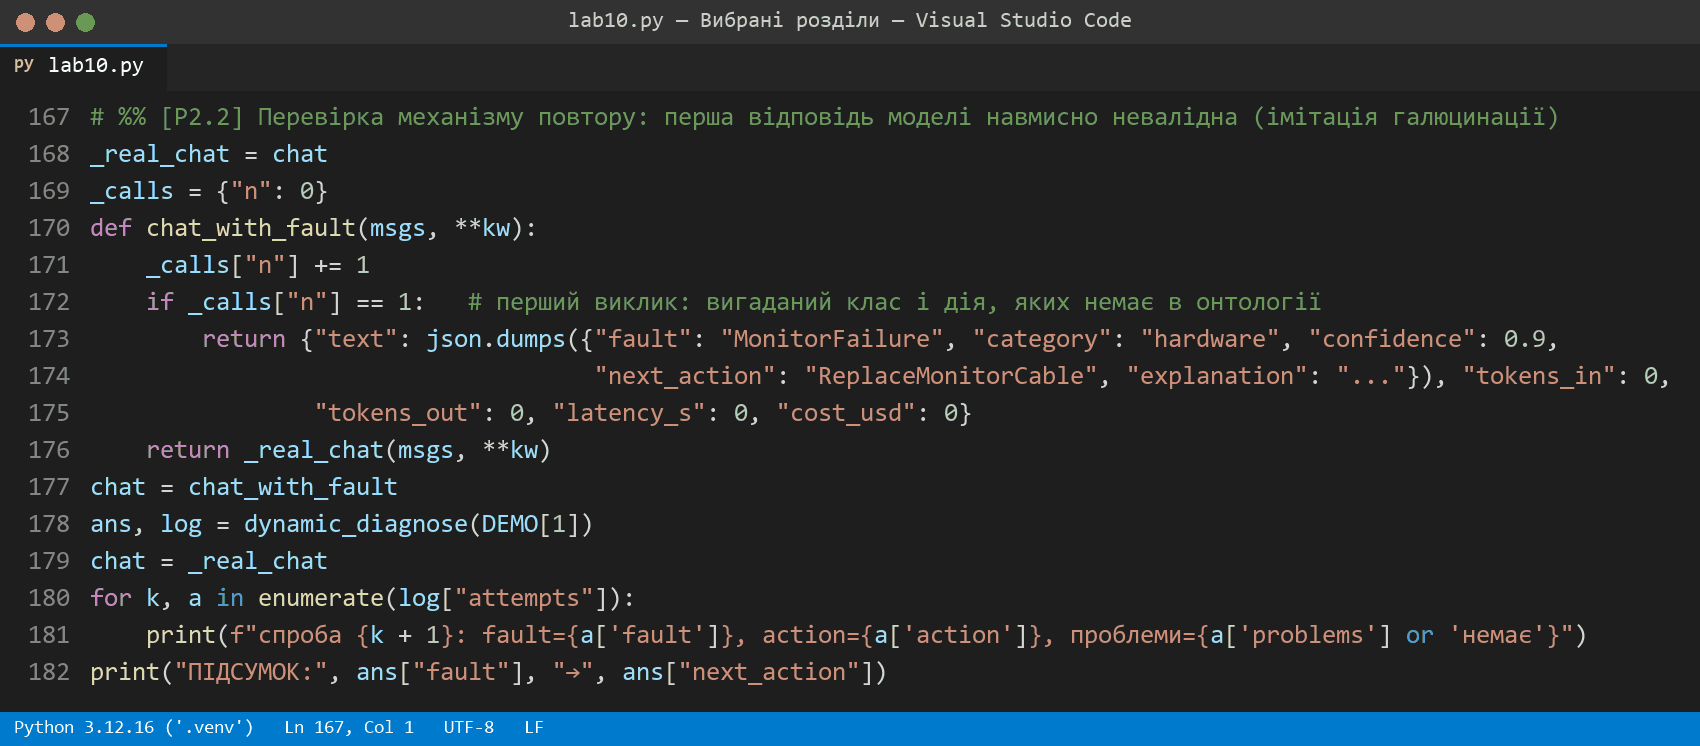 lab10.py — Вибрані розділи — Visual Studio Code
py lab10.py
167 # %% [P2.2] Перевірка механізму повтору: перша відповідь моделі навмисно невалідна (імітація галюцинації)
168 _real_chat = chat
169 _calls = {"n": 0}
170 def chat_with_fault(msgs, **kw):
171     _calls["n"] += 1
172     if _calls["n"] == 1:   # перший виклик: вигаданий клас і дія, яких немає в онтології
173         return {"text": json.dumps({"fault": "MonitorFailure", "category": "hardware", "confidence": 0.9,
174                                     "next_action": "ReplaceMonitorCable", "explanation": "..."}), "tokens_in": 0,
175                 "tokens_out": 0, "latency_s": 0, "cost_usd": 0}
176     return _real_chat(msgs, **kw)
177 chat = chat_with_fault
178 ans, log = dynamic_diagnose(DEMO[1])
179 chat = _real_chat
180 for k, a in enumerate(log["attempts"]):
181     print(f"спроба {k + 1}: fault={a['fault']}, action={a['action']}, проблеми={a['problems'] or 'немає'}")
182 print("ПІДСУМОК:", ans["fault"], "→", ans["next_action"])
Python 3.12.16 ('.venv')   Ln 167, Col 1   UTF-8   LF